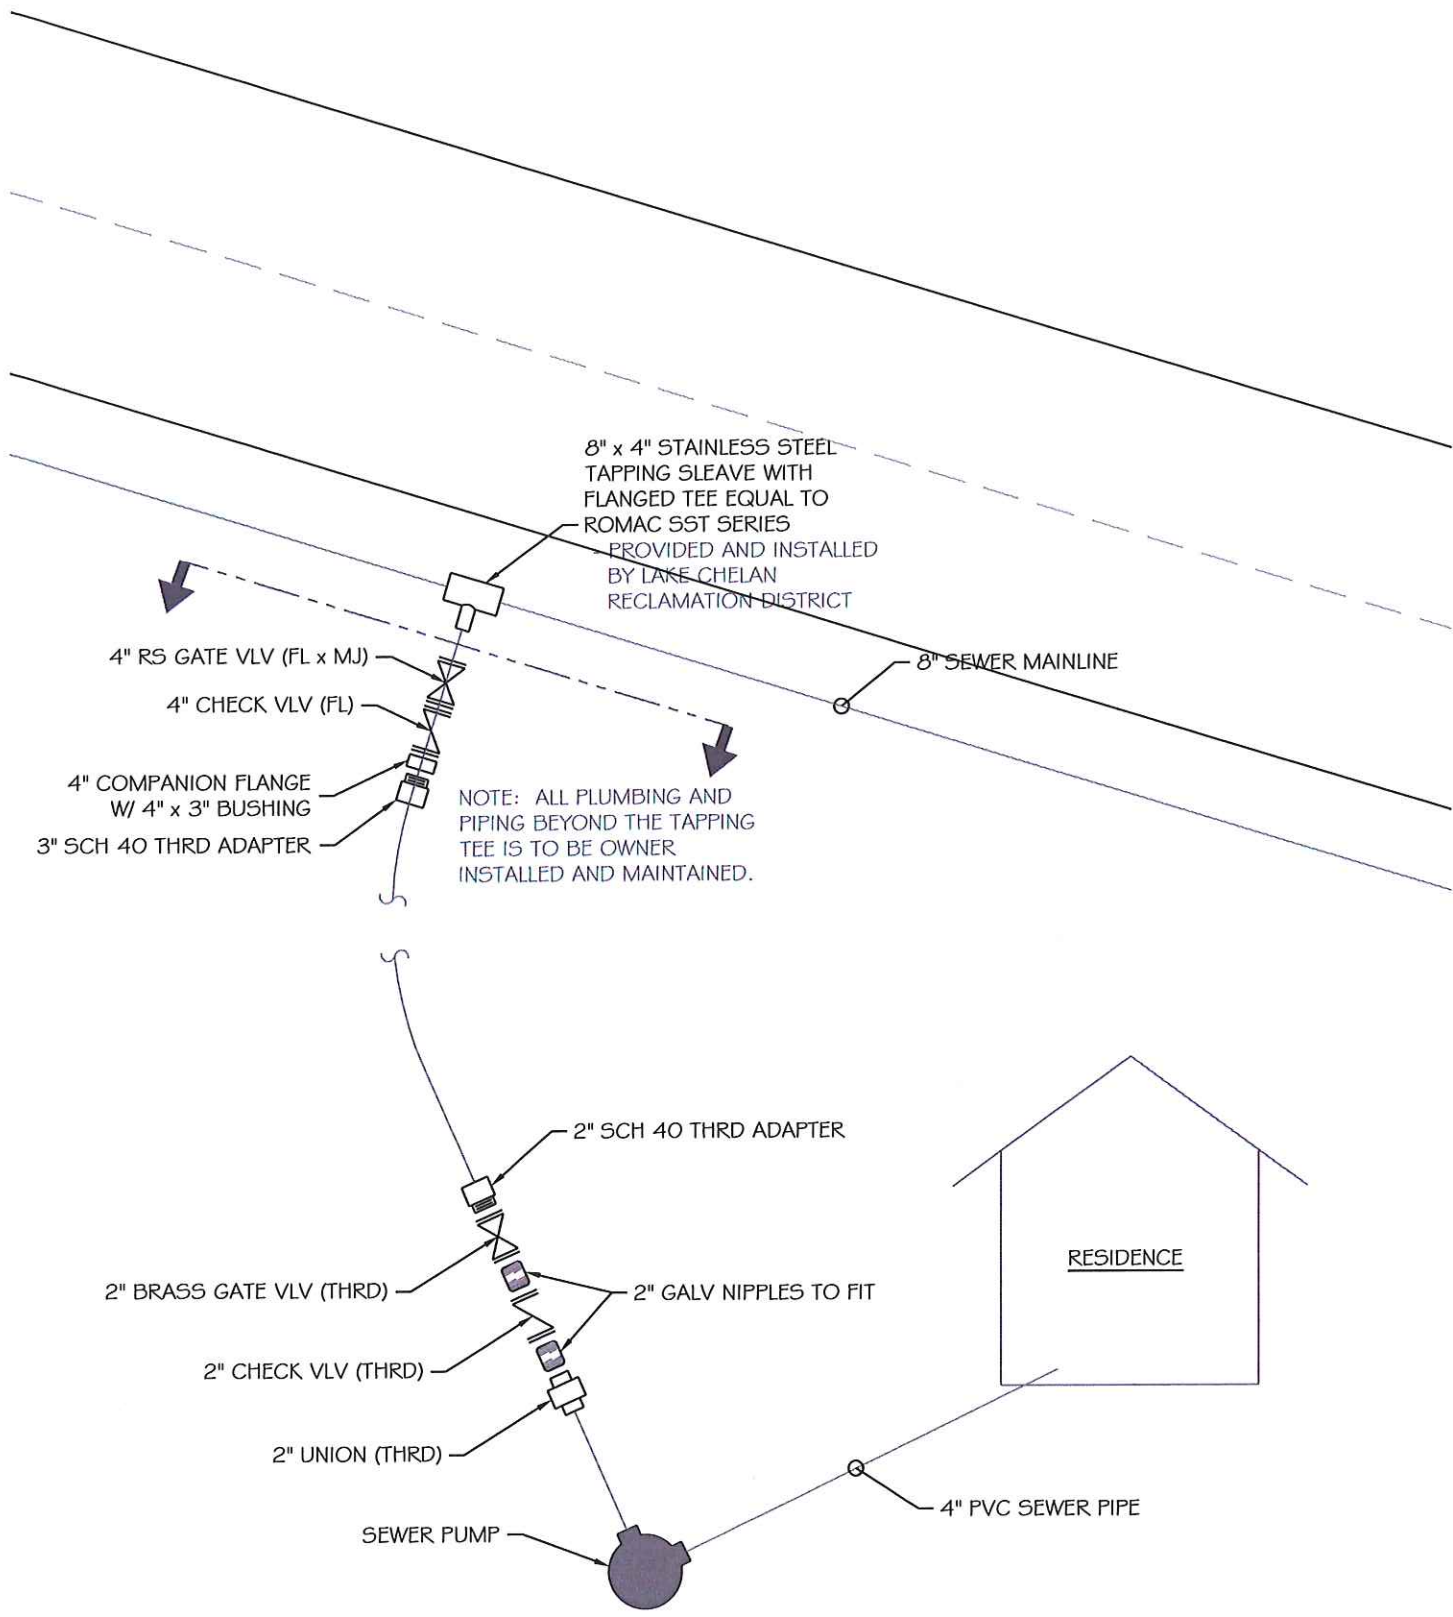 8" x 4" STAINLESS STEEL
TAPPING SLEAVE WITH
FLANGED TEE EQUAL TO
ROMAC SST SERIES
- PROVIDED AND INSTALLED
BY LAKE CHELAN
RECLAMATION DISTRICT
4" RS GATE VLV (FL x MJ)
8" SEWER MAINLINE
4" CHECK VLV (FL)
4" COMPANION FLANGE
W/ 4" x 3" BUSHING
3" SCH 40 THRD ADAPTER
NOTE: ALL PLUMBING AND
PIPING BEYOND THE TAPPING
TEE IS TO BE OWNER
INSTALLED AND MAINTAINED.
2" SCH 40 THRD ADAPTER
RESIDENCE
2" BRASS GATE VLV (THRD)
2" GALV NIPPLES TO FIT
2" CHECK VLV (THRD)
2" UNION (THRD)
4" PVC SEWER PIPE
SEWER PUMP